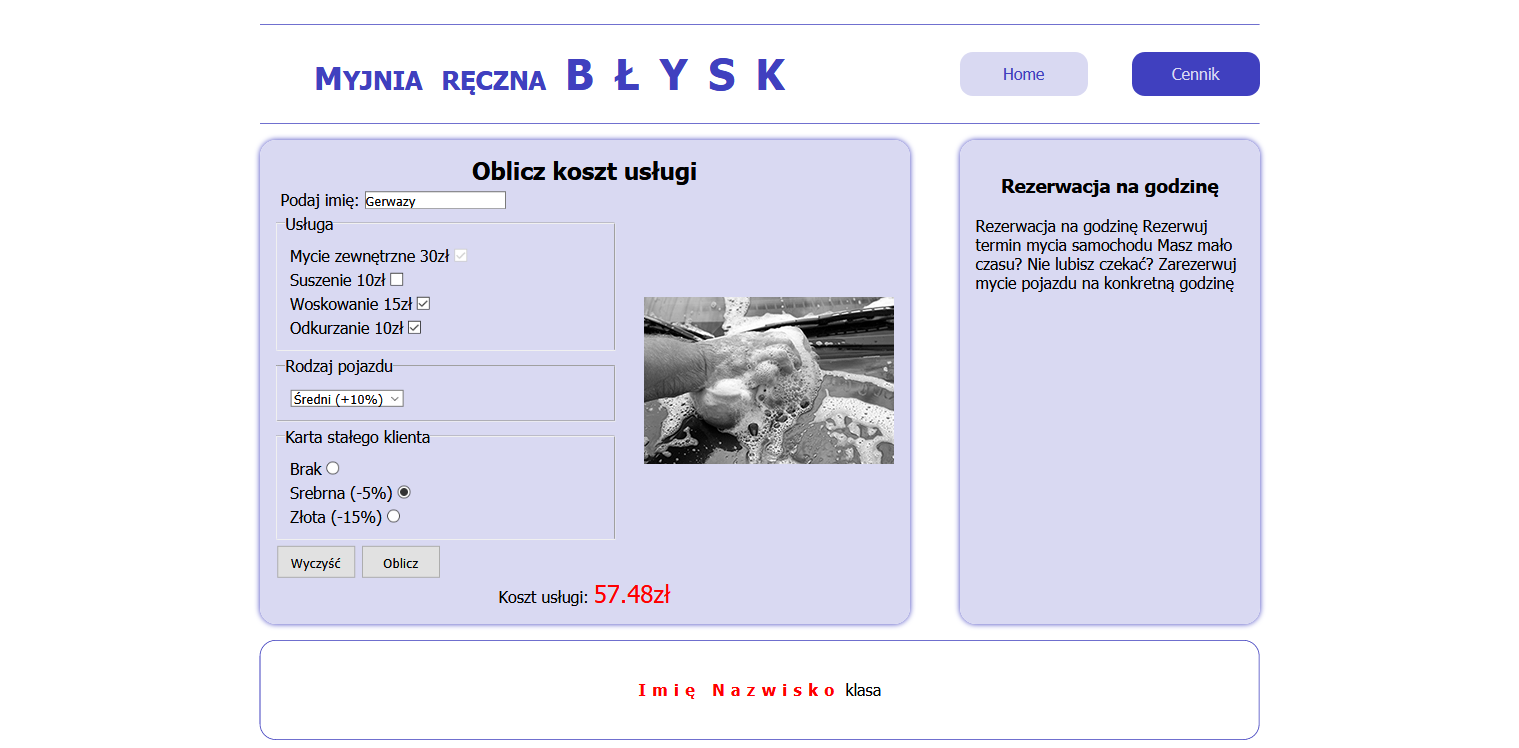 Myjnia ręczna BŁYSK
Home
Cennik
Oblicz koszt usługi
Podaj imię: Gerwazy
Usługa
Mycie zewnętrzne 30zł
Suszenie 10zł
Woskowanie 15zł
Odkurzanie 10zł
Rodzaj pojazdu
Średni (+10%)
Karta stałego klienta
Brak
Srebrna (-5%)
Złota (-15%)
Wyczyść Oblicz
Koszt usługi: 57.48zł
Rezerwacja na godzinę
Rezerwacja na godzinę Rezerwuj
termin mycia samochodu Masz mało
czasu? Nie lubisz czekać? Zarezerwuj
mycie pojazdu na konkretną godzinę
Imię Nazwisko klasa